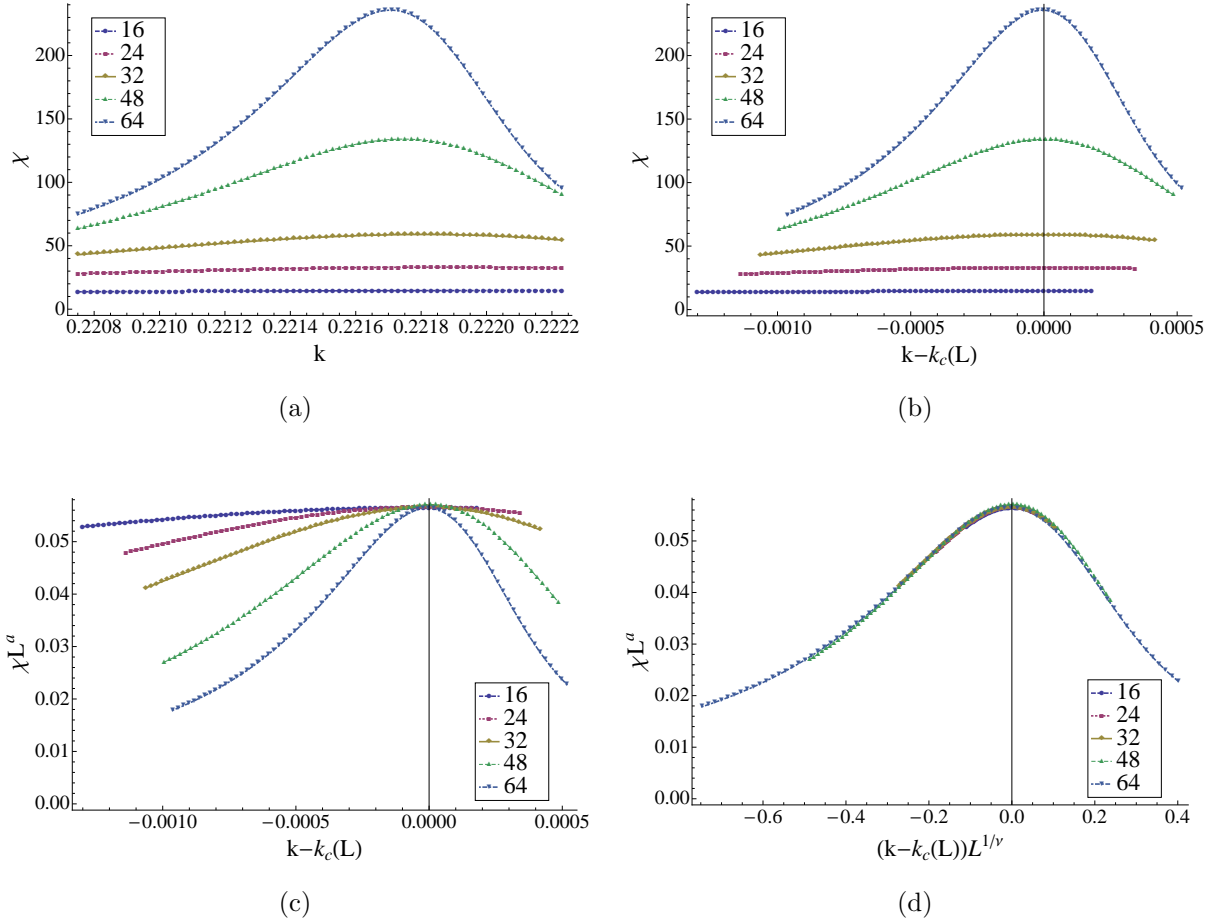 16
24
32
48
64
χ
200
150
100
50
0
0.2208 0.2210 0.2212 0.2214 0.2216 0.2218 0.2220 0.2222
k
(a)
16
24
32
48
64
χ
200
150
100
50
0
−0.0010 −0.0005 0.0000 0.0005
k−k_c(L)
(b)
χL^a
0.05
0.04
0.03
0.02
0.01
0.00
16
24
32
48
64
−0.0010 −0.0005 0.0000 0.0005
k−k_c(L)
(c)
χL^a
0.05
0.04
0.03
0.02
0.01
0.00
16
24
32
48
64
−0.6 −0.4 −0.2 0.0 0.2 0.4
(k−k_c(L))L^{1/ν}
(d)